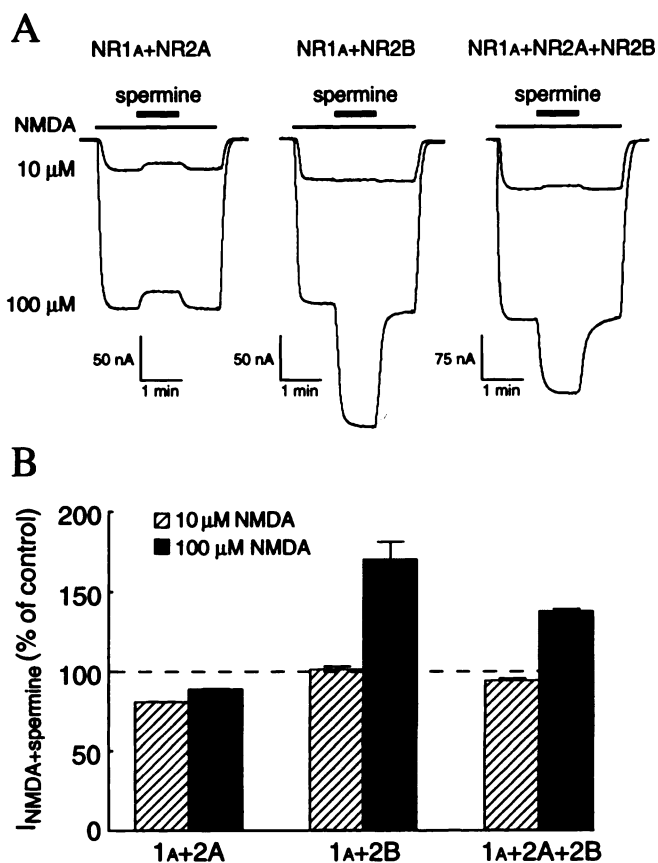 A
NR1A+NR2A
NR1A+NR2B
NR1A+NR2A+NR2B
spermine
spermine
spermine
NMDA
10 μM
100 μM
50 nA
1 min
50 nA
1 min
75 nA
1 min
B
INMDA+spermine (% of control)
200
150
100
50
0
10 μM NMDA
100 μM NMDA
1A+2A
1A+2B
1A+2A+2B